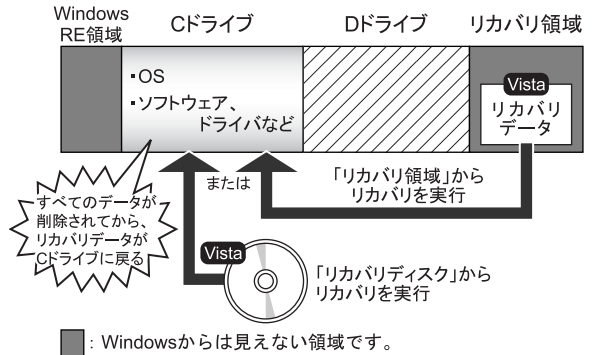 Windows
RE領域
Cドライブ
Dドライブ
リカバリ領域
・OS
・ソフトウェア、
ドライバなど
Vista
リカバリ
データ
すべてのデータが
削除されてから、
リカバリデータが
Cドライブに戻る
または
「リカバリ領域」から
リカバリを実行
Vista
「リカバリディスク」から
リカバリを実行
：Windowsからは見えない領域です。